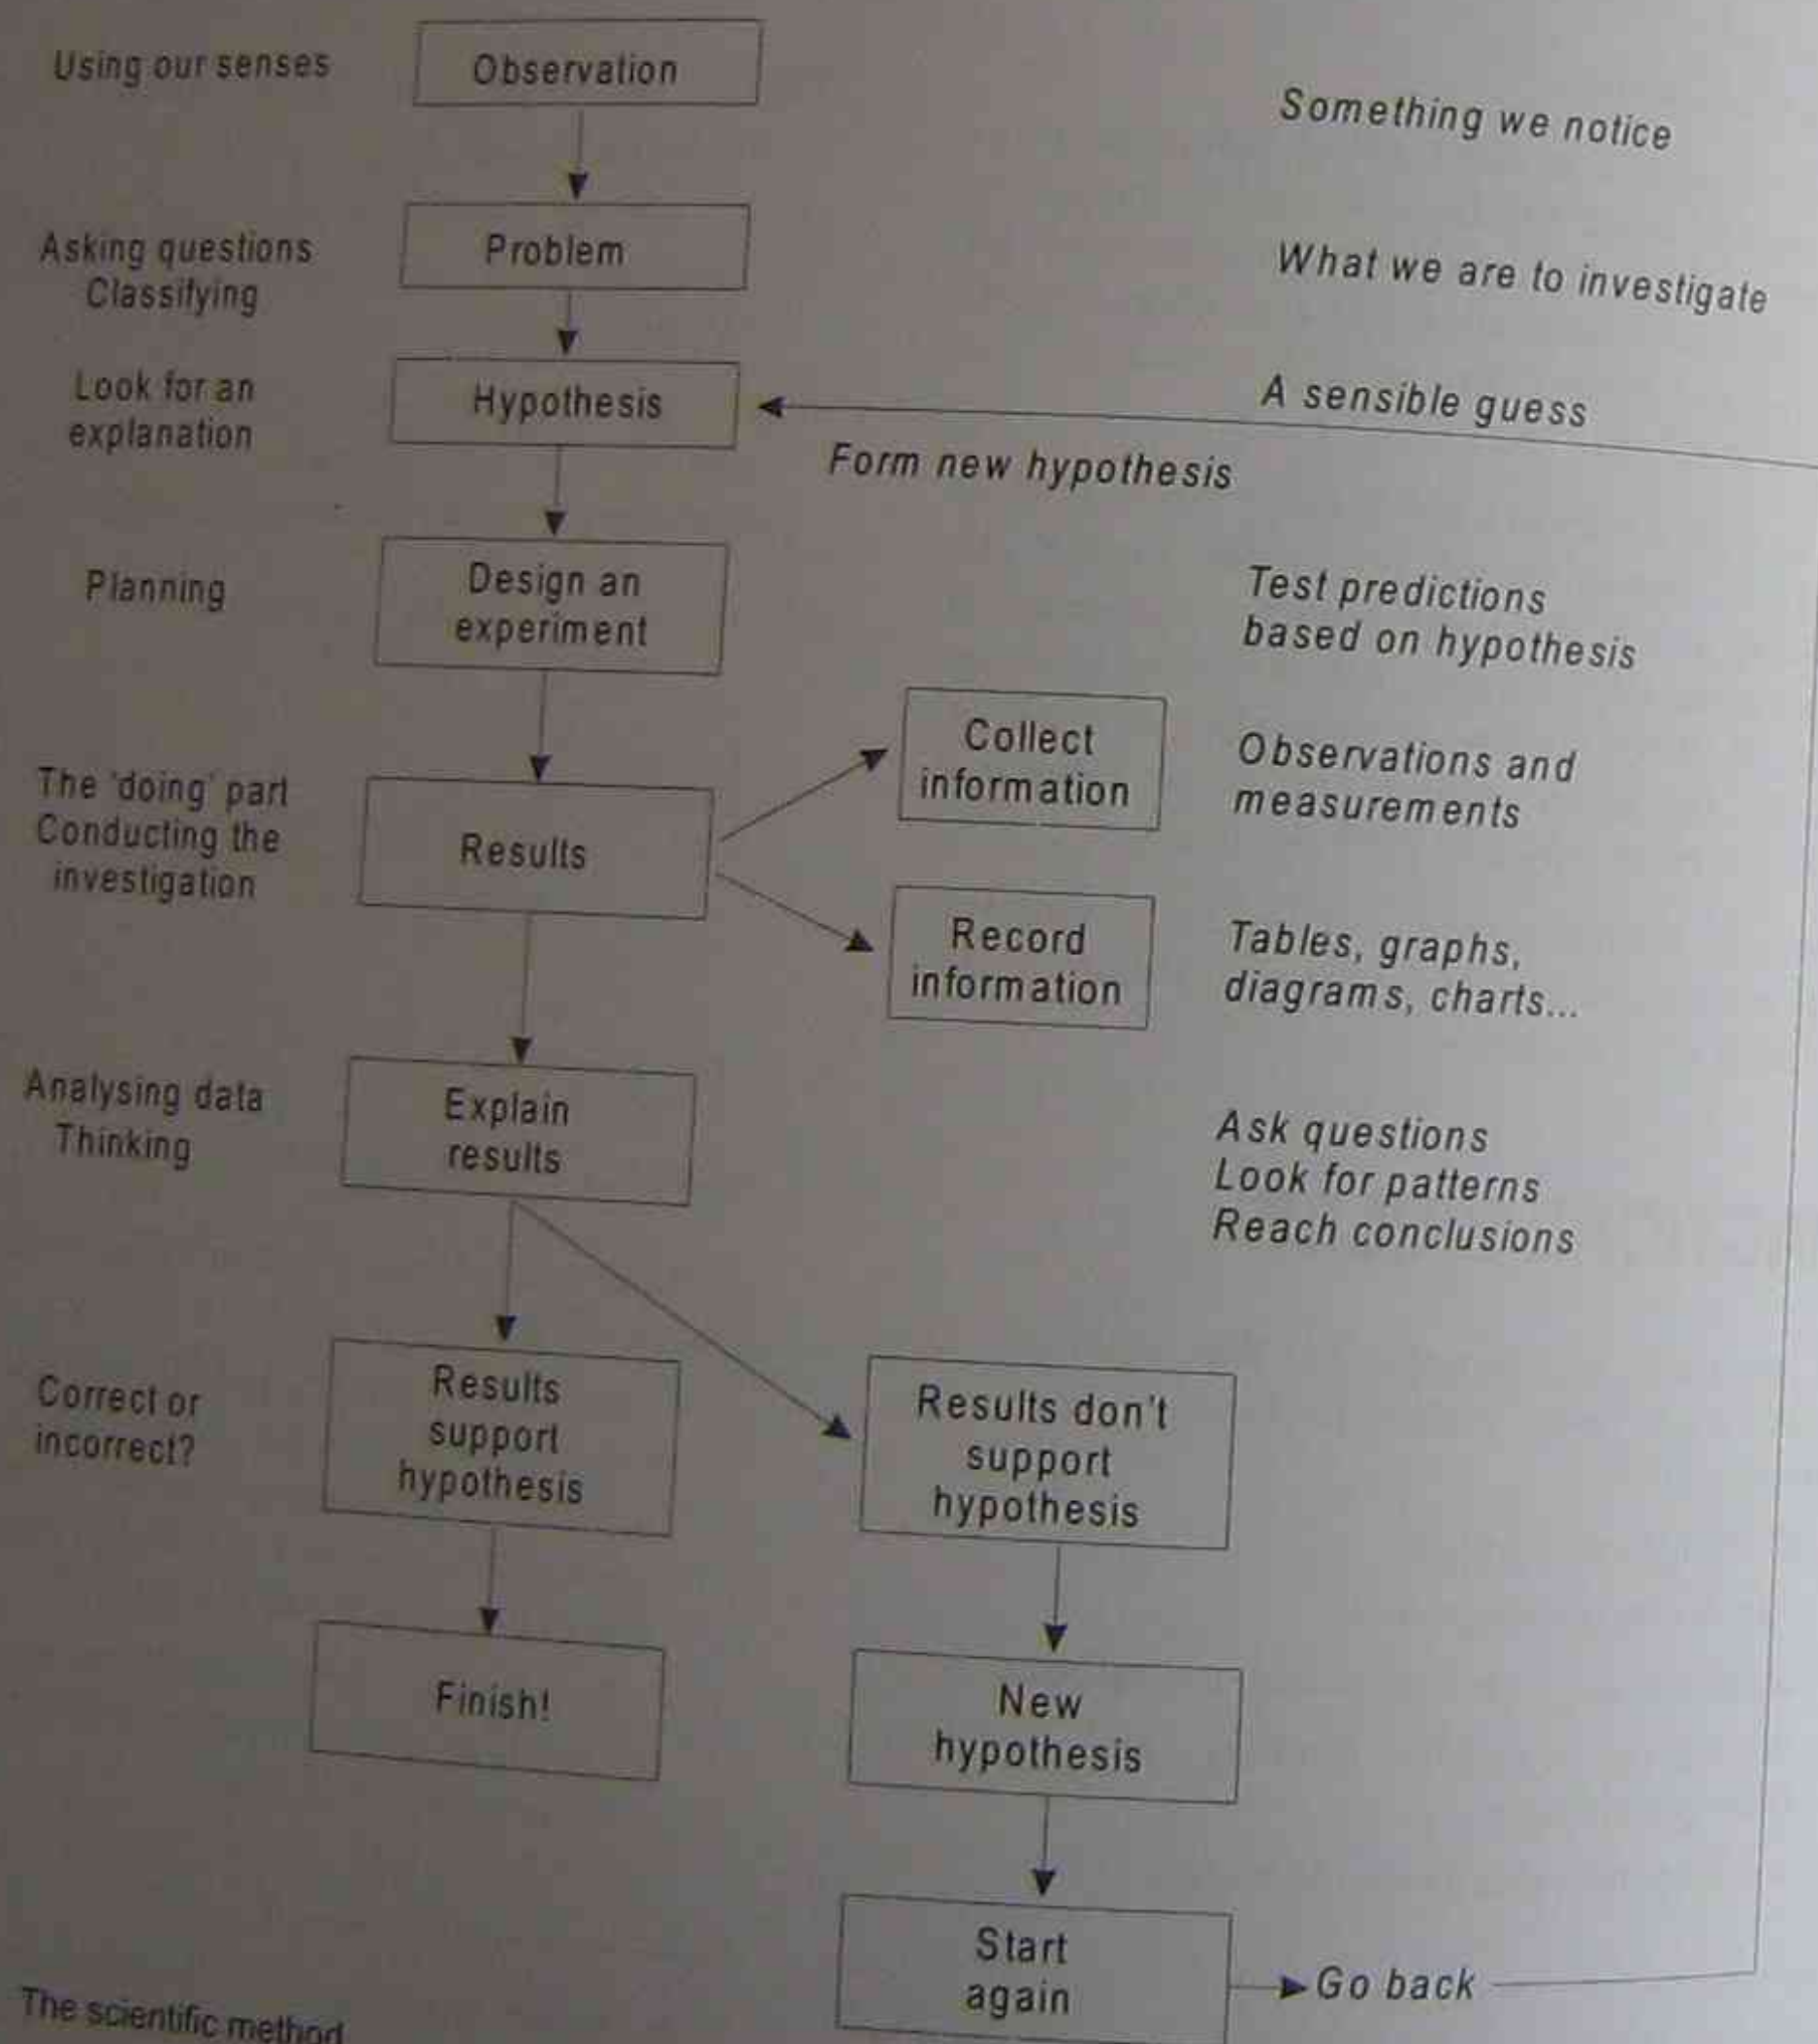 Using our senses
Observation
Something we notice
Asking questions
Classifying
Problem
What we are to investigate
Look for an
explanation
Hypothesis
A sensible guess
Form new hypothesis
Planning
Design an
experiment
Test predictions
based on hypothesis
The 'doing' part
Conducting the
investigation
Results
Collect
information
Observations and
measurements
Record
information
Tables, graphs,
diagrams, charts...
Analysing data
Thinking
Explain
results
Ask questions
Look for patterns
Reach conclusions
Correct or
incorrect?
Results
support
hypothesis
Results don't
support
hypothesis
Finish!
New
hypothesis
Start
again
Go back
The scientific method